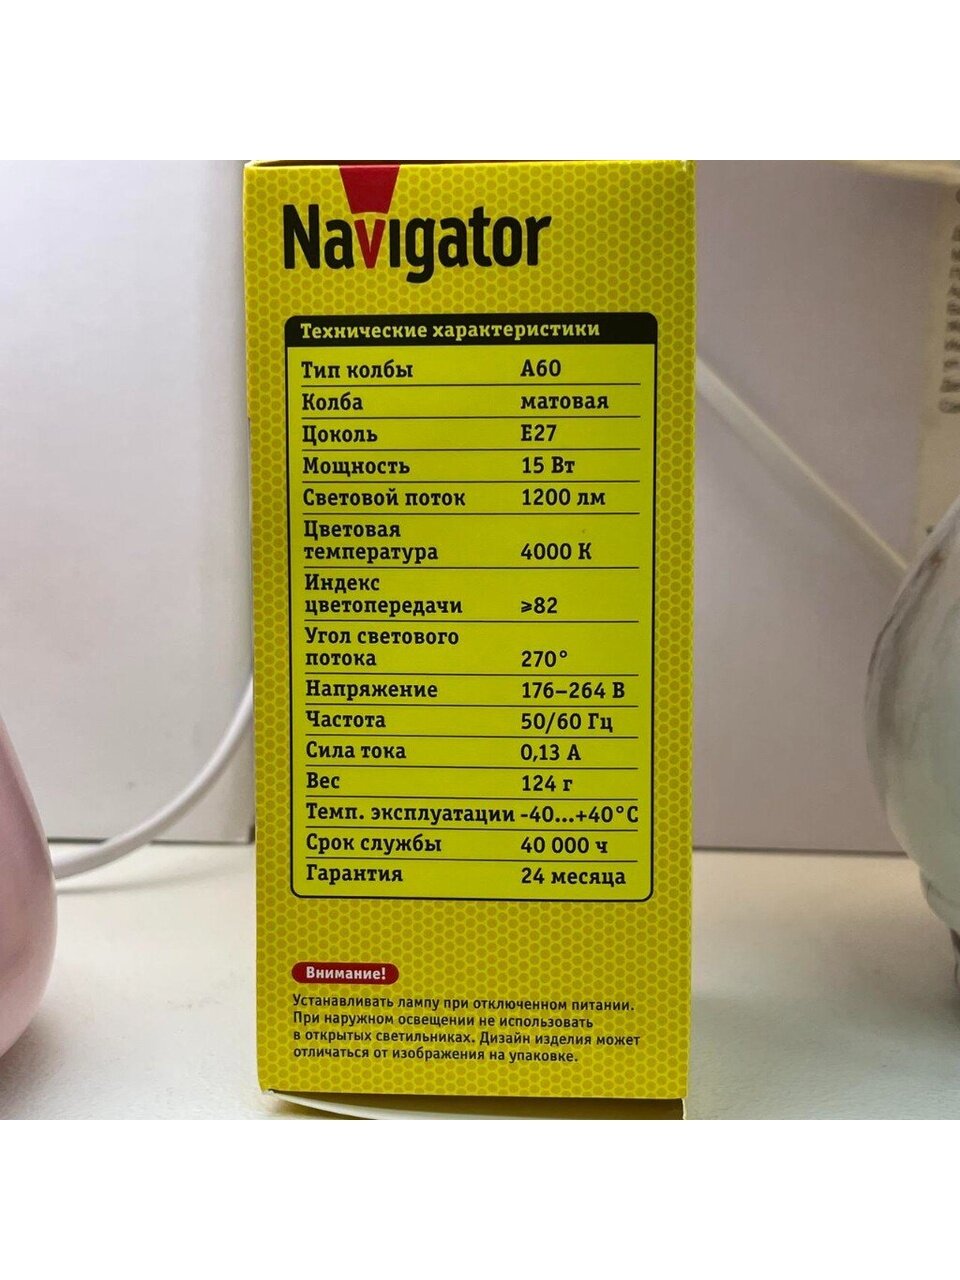 Navigator
Технические характеристики
Тип колбы А60
Колба матовая
Цоколь E27
Мощность 15 Вт
Световой поток 1200 лм
Цветовая
температура 4000 К
Индекс
цветопередачи ⩾82
Угол светового
потока 270°
Напряжение 176–264 В
Частота 50/60 Гц
Сила тока 0,13 А
Вес 124 г
Темп. эксплуатации -40...+40°С
Срок службы 40 000 ч
Гарантия 24 месяца
Внимание!
Устанавливать лампу при отключенном питании.
При наружном освещении не использовать
в открытых светильниках. Дизайн изделия может
отличаться от изображения на упаковке.